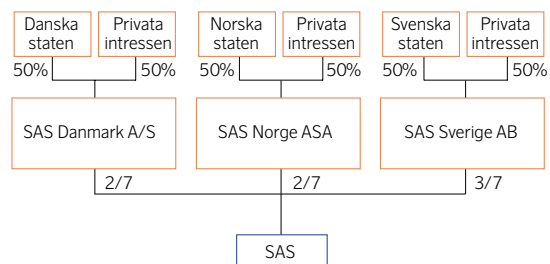 Danska
staten
Privata
intressen
Norska
staten
Privata
intressen
Svenska
staten
Privata
intressen
50% 50% 50% 50% 50% 50%
SAS Danmark A/S SAS Norge ASA SAS Sverige AB
2/7 2/7 3/7
SAS